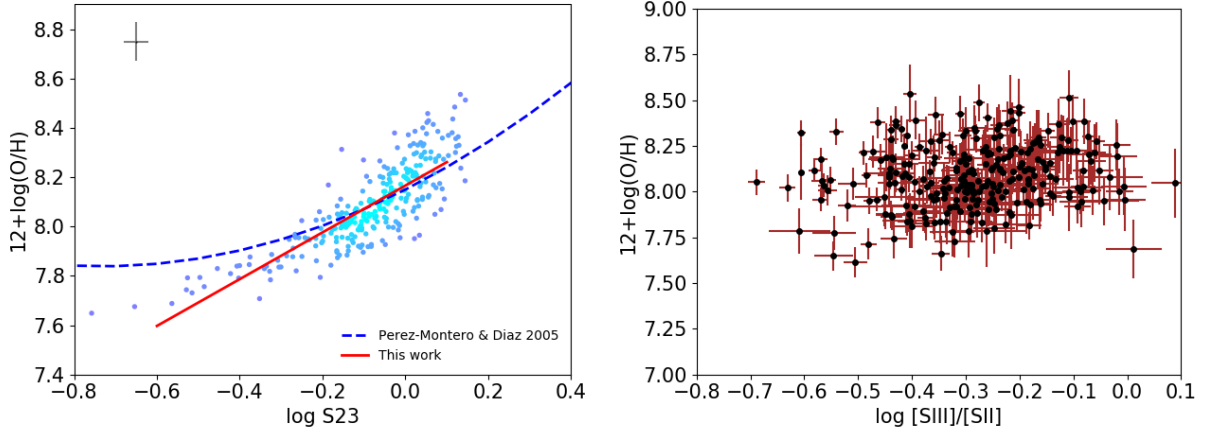 8.8
8.6
8.4
8.2
8.0
7.8
7.6
7.4
12+log(O/H)
−0.8 −0.6 −0.4 −0.2 0.0 0.2 0.4
log S23
Perez-Montero & Diaz 2005
This work
9.00
8.75
8.50
8.25
8.00
7.75
7.50
7.25
7.00
12+log(O/H)
−0.8 −0.7 −0.6 −0.5 −0.4 −0.3 −0.2 −0.1 0.0 0.1
log [SIII]/[SII]